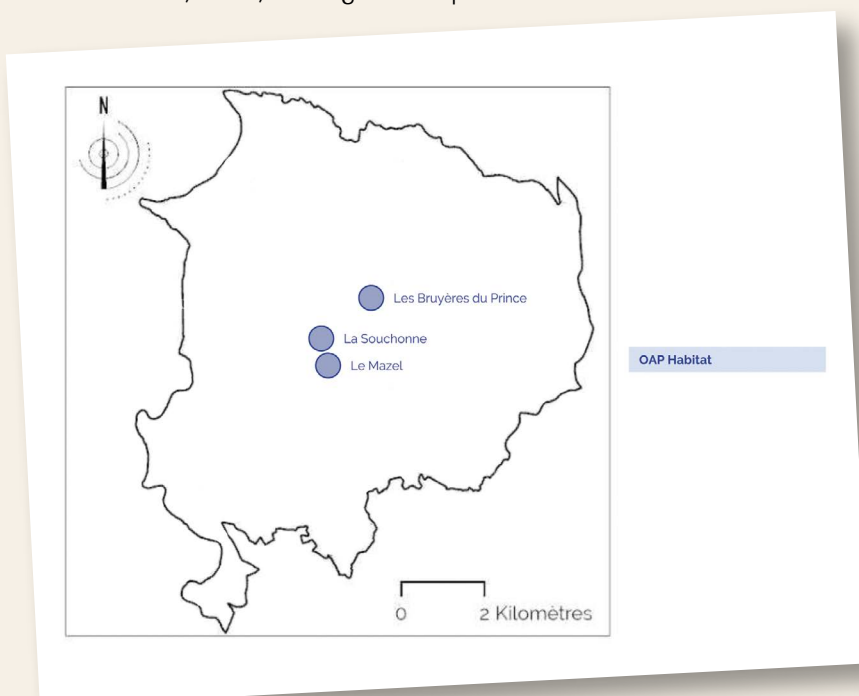 N
Les Bruyères du Prince
La Souchonne
Le Mazel
OAP Habitat
0
2 Kilomètres